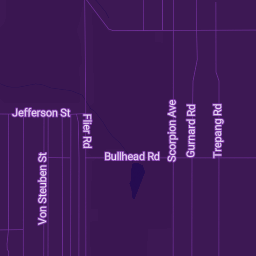 Jefferson St
Flier Rd
Von Steuben St
Bullhead Rd
Scorpion Ave
Gurnard Rd
Trepang Rd